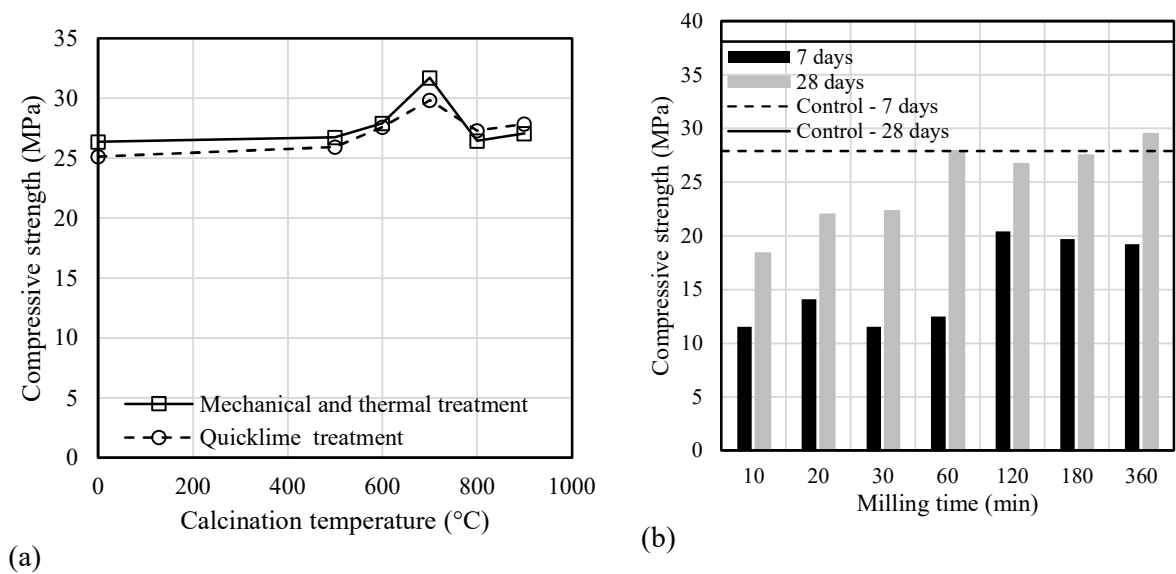 Compressive strength (MPa)
35
30
25
20
15
10
5
0
Mechanical and thermal treatment
Quicklime treatment
0 200 400 600 800 1000
Calcination temperature (°C)
(a)
Compressive strength (MPa)
40
35
30
25
20
15
10
5
0
7 days
28 days
Control - 7 days
Control - 28 days
10 20 30 60 120 180 360
Milling time (min)
(b)